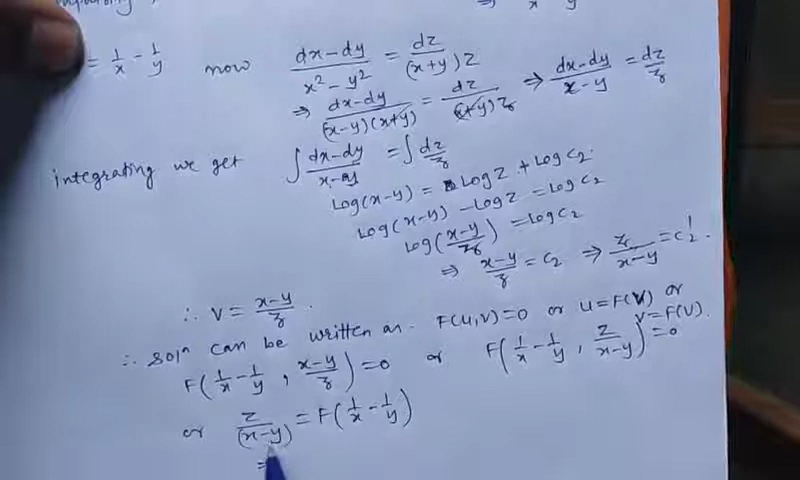 ⇒ x y
= 1/x - 1/y now (dx-dy)/(x² - y²) = dz/((x+y)z)
⇒ (dx-dy)/((x-y)(x+y)) = dz/((x+y)z) ⇒ (dx-dy)/(x-y) = dz/z
integrating we get ∫ (dx-dy)/(x-y) = ∫ dz/z
Log(x-y) = Log z + Log c₂.
Log(x-y) - Log z = Log c₂
Log((x-y)/z) = Log c₂
⇒ (x-y)/z = c₂ ⇒ z/(x-y) = c₂'.
∴ V = (x-y)/z.
∴ solⁿ can be written as. F(U,V)=0 or U=F(V) or V=F(U).
F(1/x - 1/y , (x-y)/z) = 0 or F(1/x - 1/y , z/(x-y)) = 0
or z/(x-y) = F(1/x - 1/y)
=